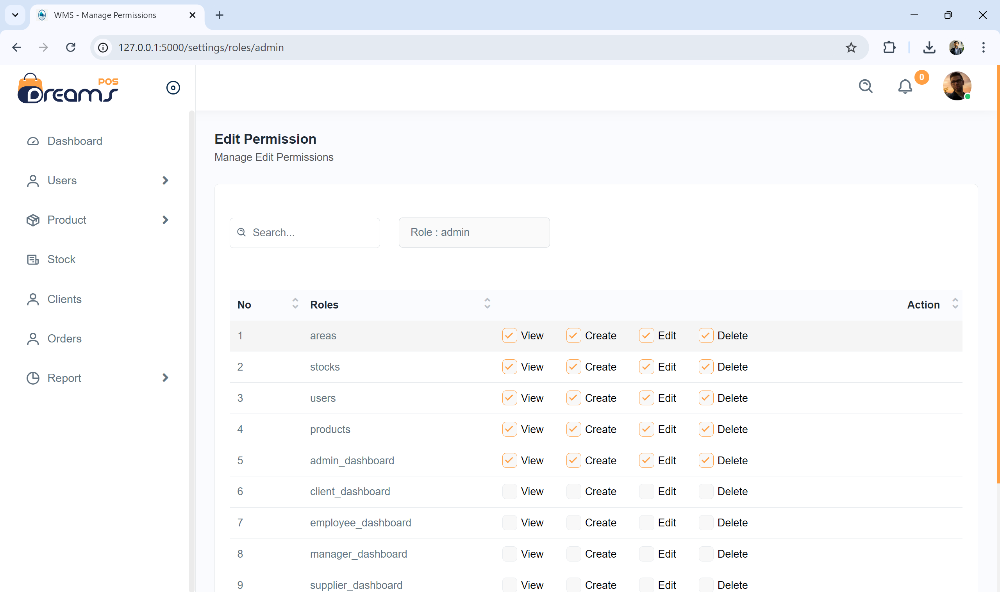 WMS - Manage Permissions
127.0.0.1:5000/settings/roles/admin
DreamsPOS
0
Dashboard
Users
Product
Stock
Clients
Orders
Report
Edit Permission
Manage Edit Permissions
Search...
Role : admin
No Roles Action
1 areas View Create Edit Delete
2 stocks View Create Edit Delete
3 users View Create Edit Delete
4 products View Create Edit Delete
5 admin_dashboard View Create Edit Delete
6 client_dashboard View Create Edit Delete
7 employee_dashboard View Create Edit Delete
8 manager_dashboard View Create Edit Delete
9 supplier_dashboard View Create Edit Delete